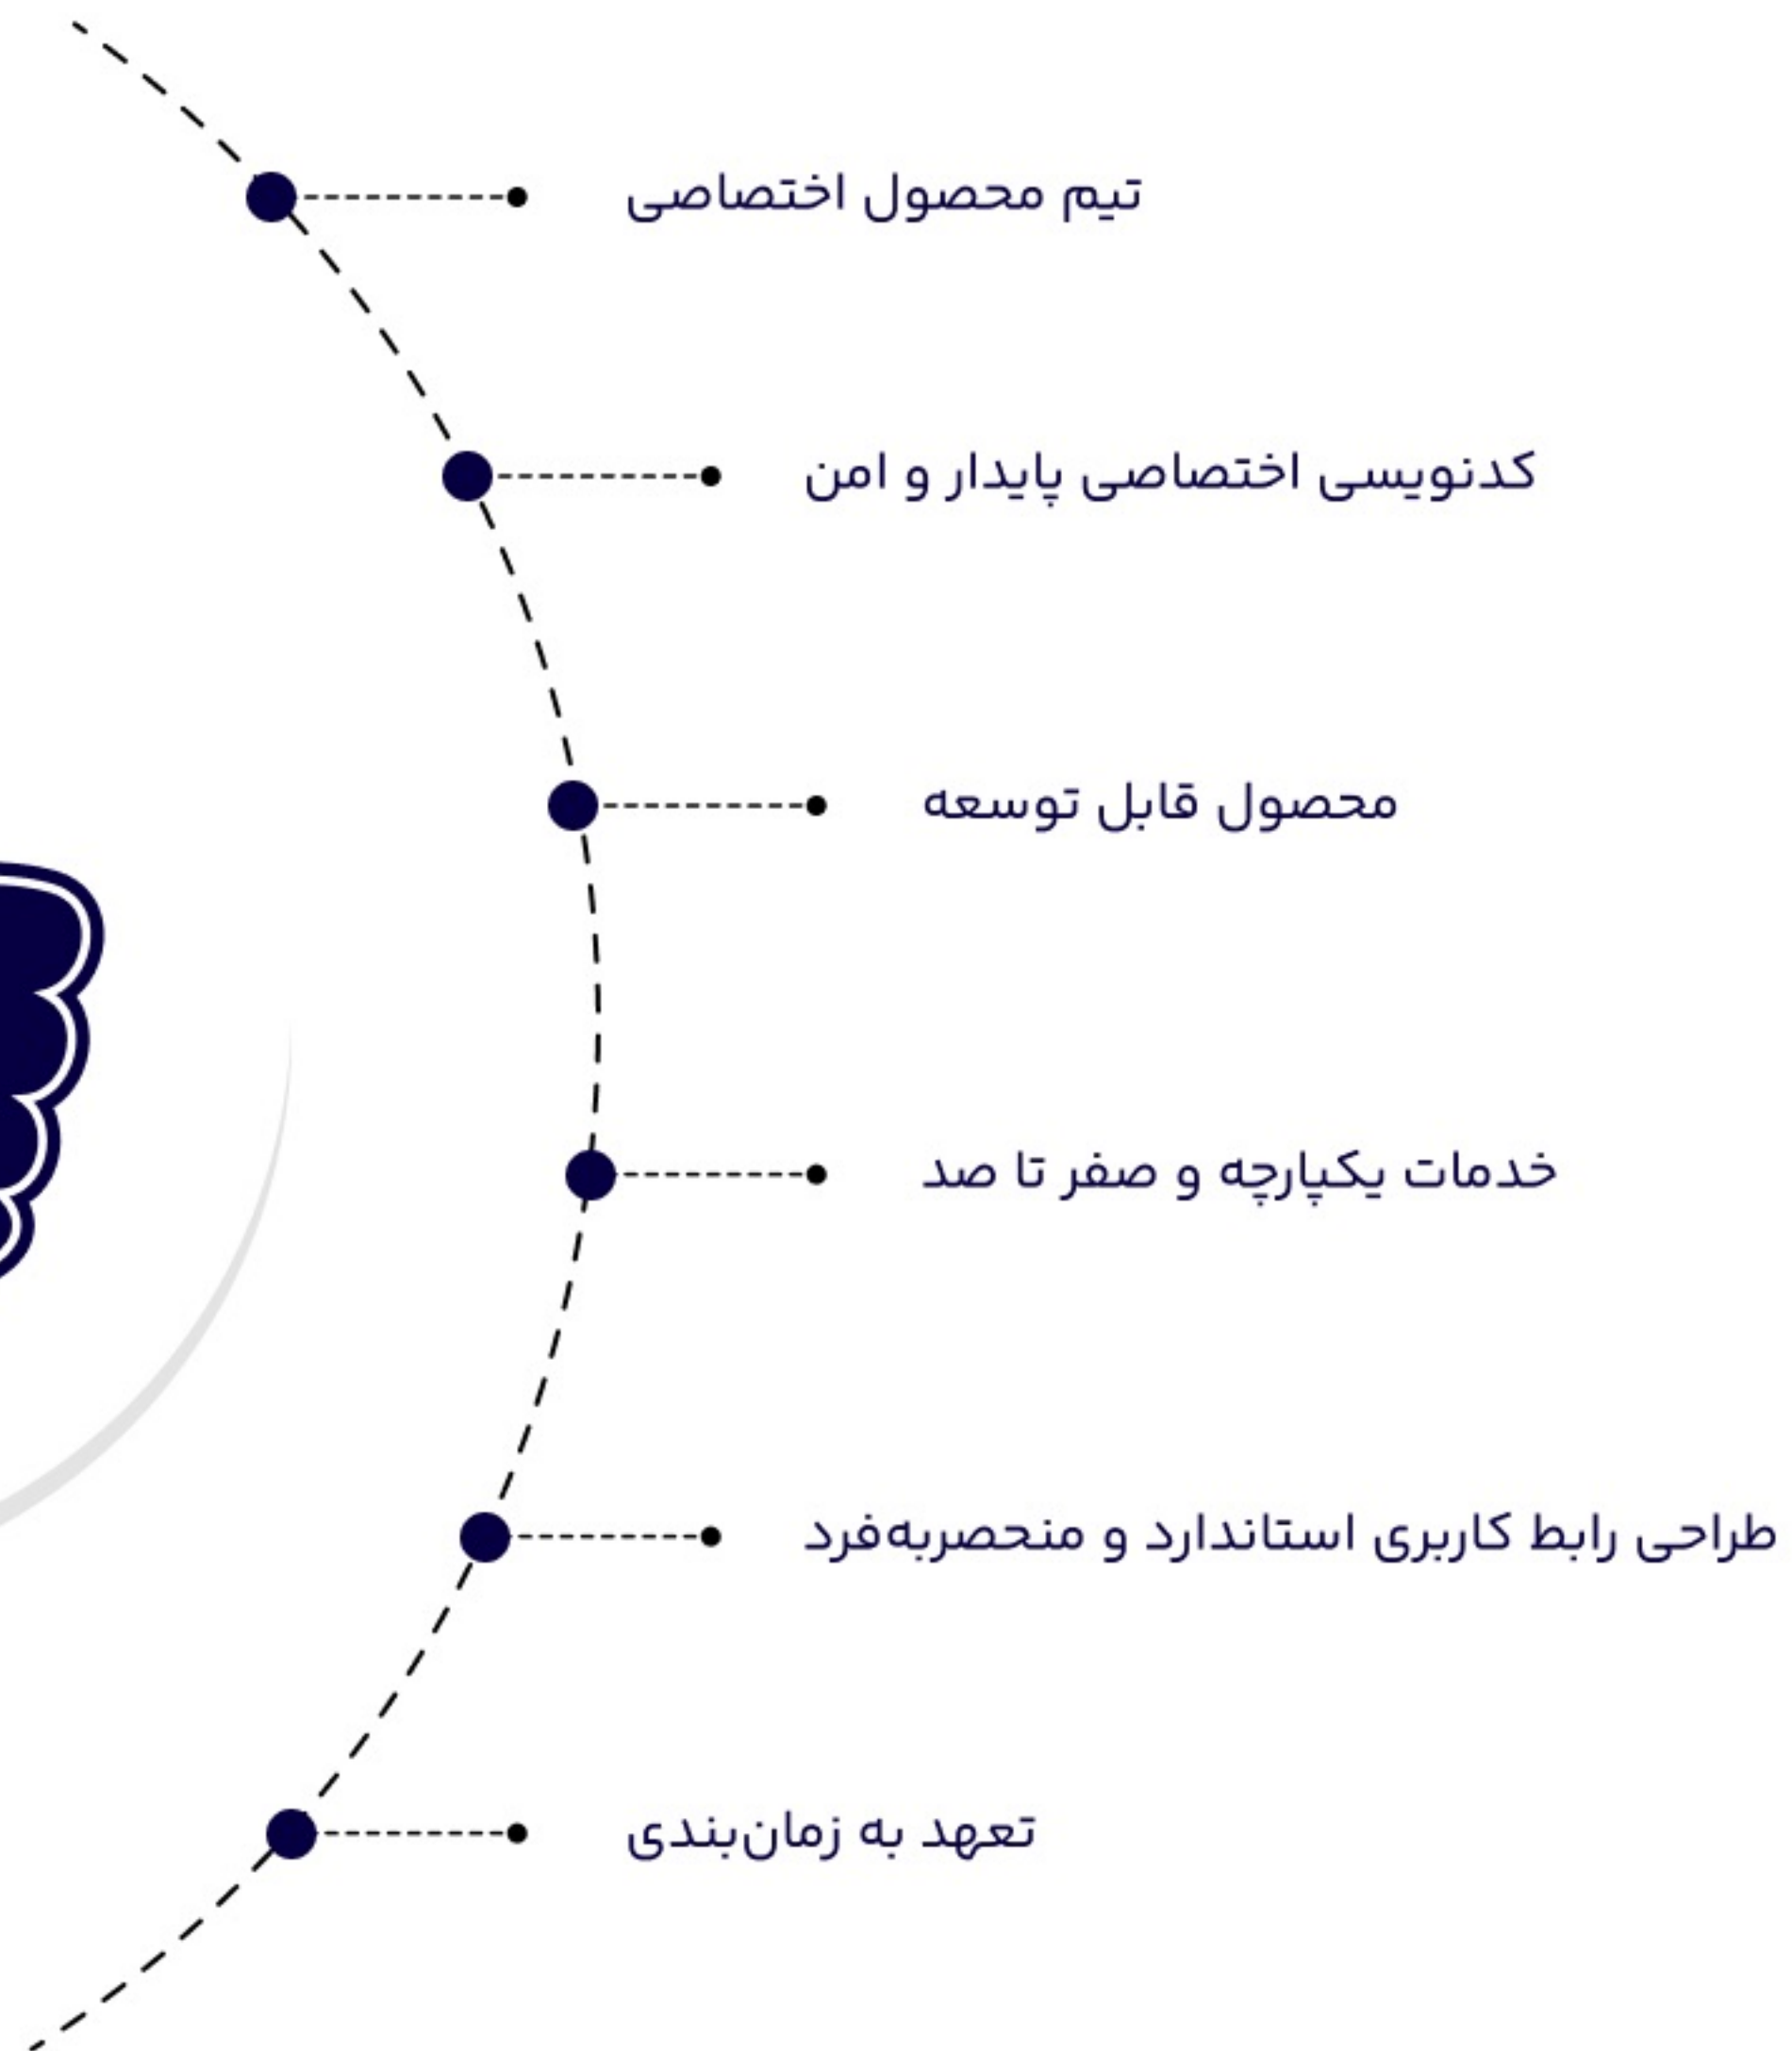 تیم محصول اختصاصی
کدنویسی اختصاصی پایدار و امن
محصول قابل توسعه
خدمات یکپارچه و صفر تا صد
طراحی رابط کاربری استاندارد و منحصربه‌فرد
تعهد به زمان‌بندی